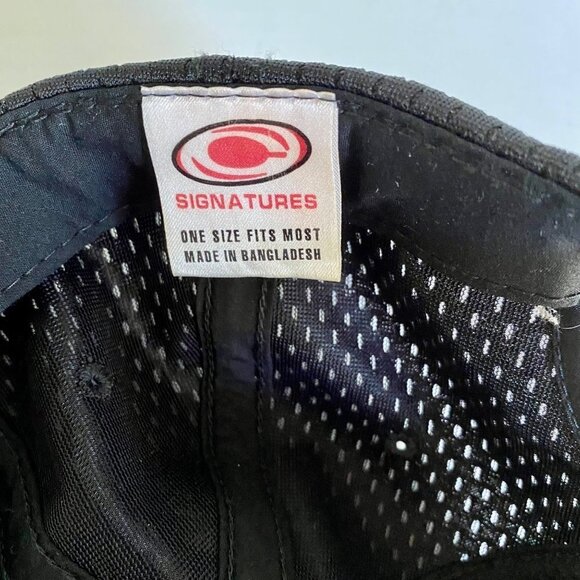 C
SIGNATURES
ONE SIZE FITS MOST
MADE IN BANGLADESH